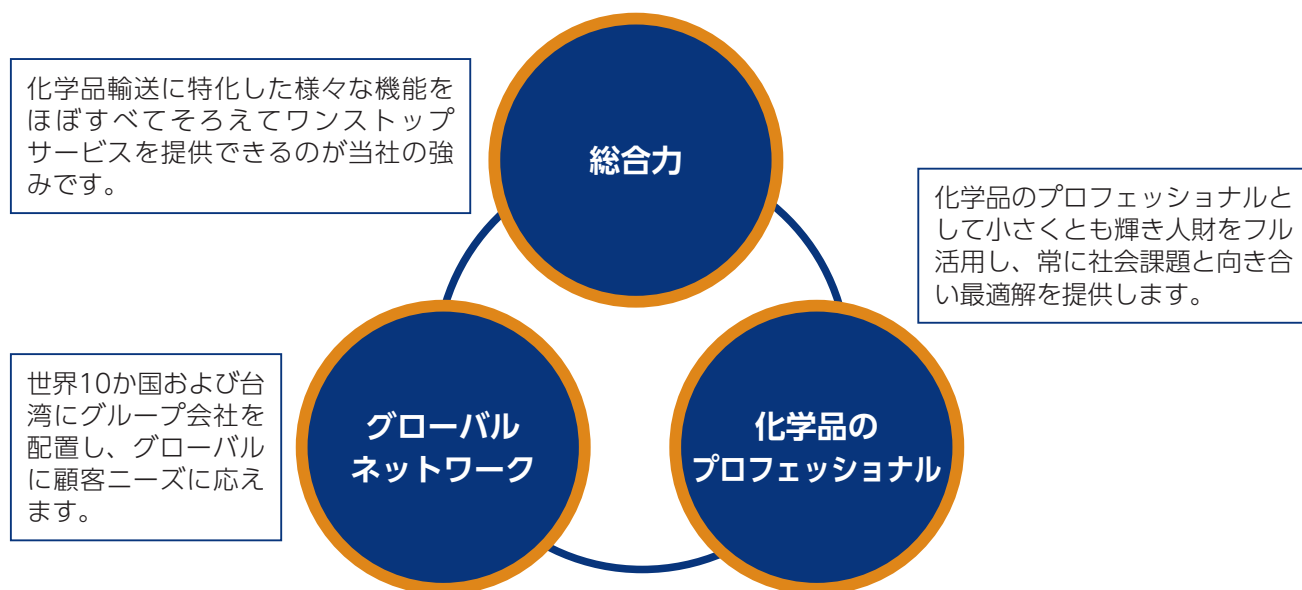 化学品輸送に特化した様々な機能を
ほぼすべてそろえてワンストップ
サービスを提供できるのが当社の強
みです。
総合力
化学品のプロフェッショナルと
して小さくとも輝き人財をフル
活用し、常に社会課題と向き合
い最適解を提供します。
世界10か国および台
湾にグループ会社を
配置し、グローバル
に顧客ニーズに応え
ます。
グローバル
ネットワーク
化学品の
プロフェッショナル